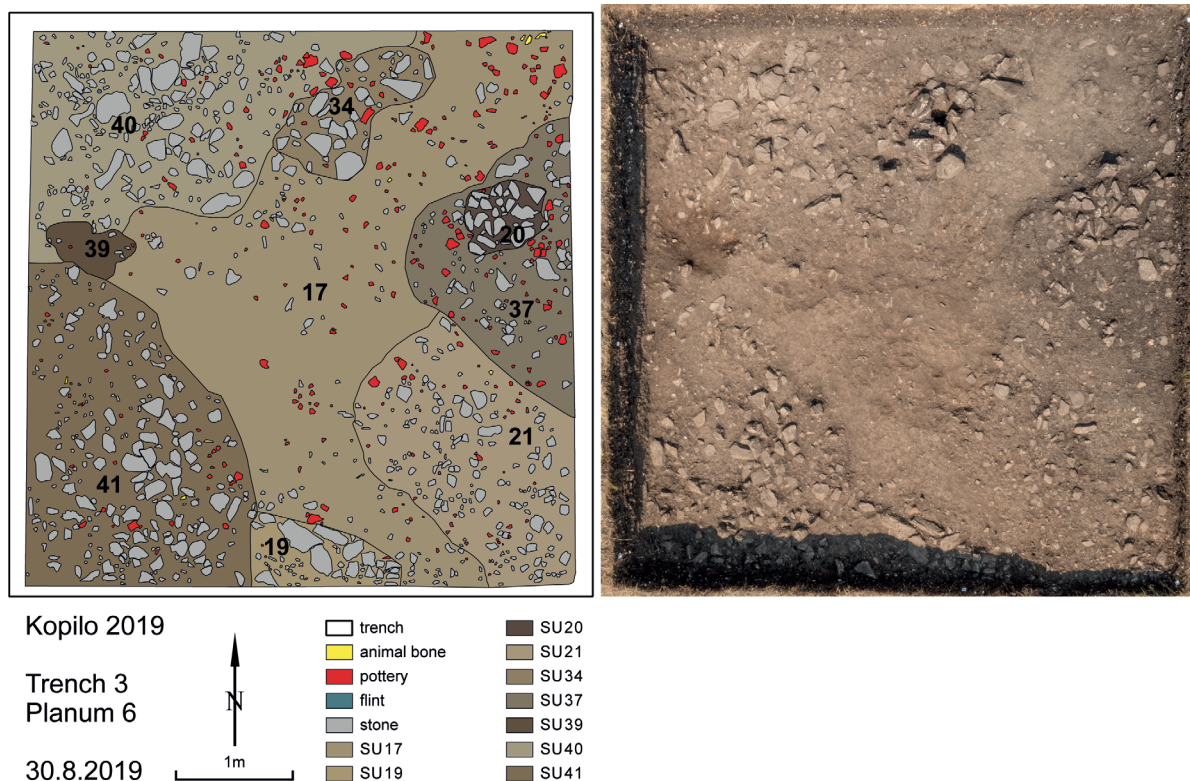 34
40
20
39
17
37
21
41
19
Kopilo 2019
Trench 3
Planum 6
30.8.2019
N
1m
trench
animal bone
pottery
flint
stone
SU17
SU19
SU20
SU21
SU34
SU37
SU39
SU40
SU41